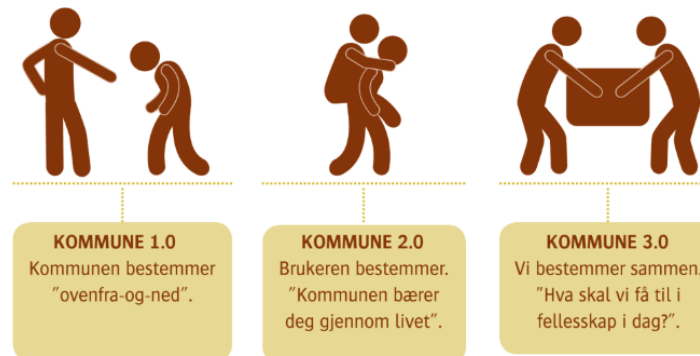 KOMMUNE 1.0
Kommunen bestemmer
"ovenfra-og-ned".
KOMMUNE 2.0
Brukeren bestemmer.
"Kommunen bærer
deg gjennom livet".
KOMMUNE 3.0
Vi bestemmer sammen.
"Hva skal vi få til i
fellesskap i dag?".